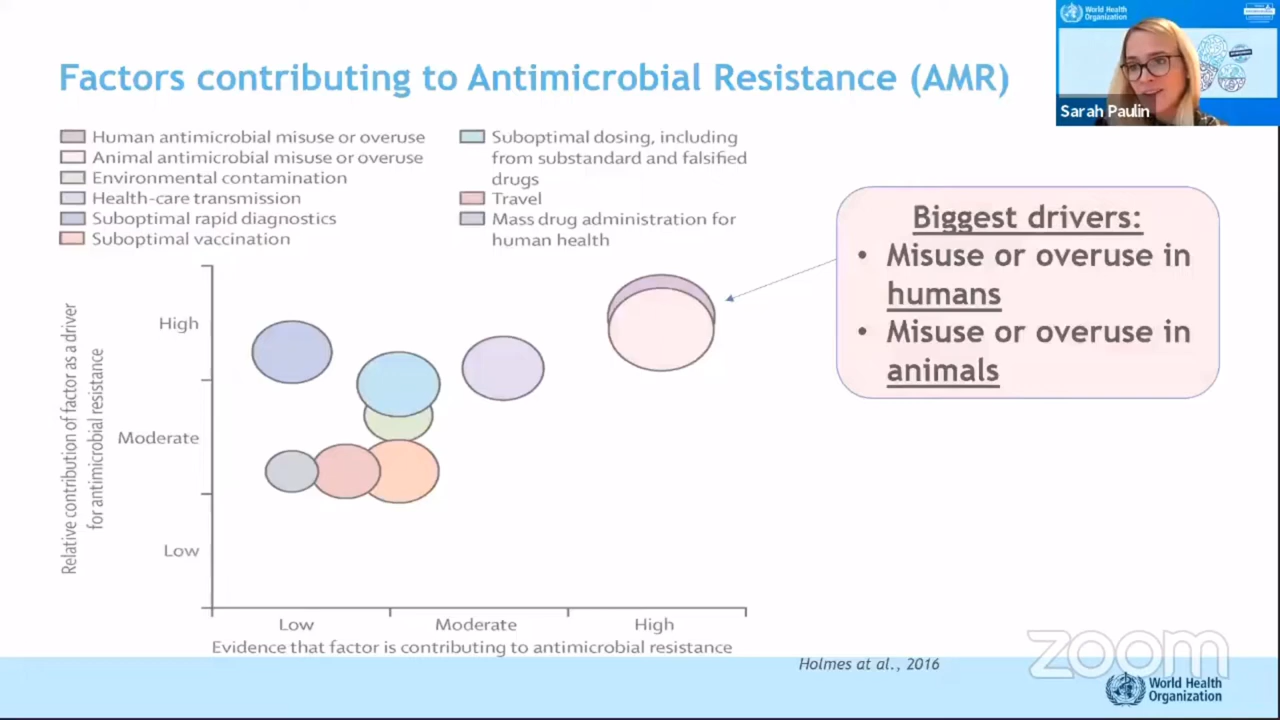 World Health
Organization
Sarah Paulin
Factors contributing to Antimicrobial Resistance (AMR)
Human antimicrobial misuse or overuse
Animal antimicrobial misuse or overuse
Environmental contamination
Health-care transmission
Suboptimal rapid diagnostics
Suboptimal vaccination
Suboptimal dosing, including
from substandard and falsified
drugs
Travel
Mass drug administration for
human health
Biggest drivers:
• Misuse or overuse in
humans
• Misuse or overuse in
animals
Relative contribution of factor as a driver
for antimicrobial resistance
High
Moderate
Low
Low
Moderate
High
Evidence that factor is contributing to antimicrobial resistance
Holmes at al., 2016
zoom
World Health
Organization